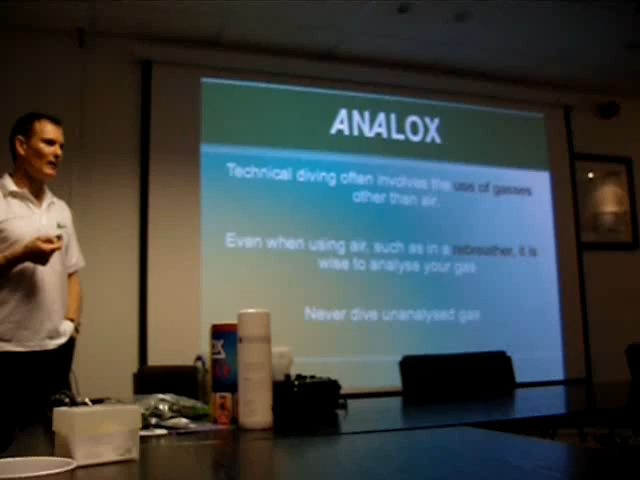 ANALOX
Technical diving often involves the use of gasses
other than air.
Even when using air, such as in a rebreather, it is
wise to analyse your gas
Never dive unanalysed gas